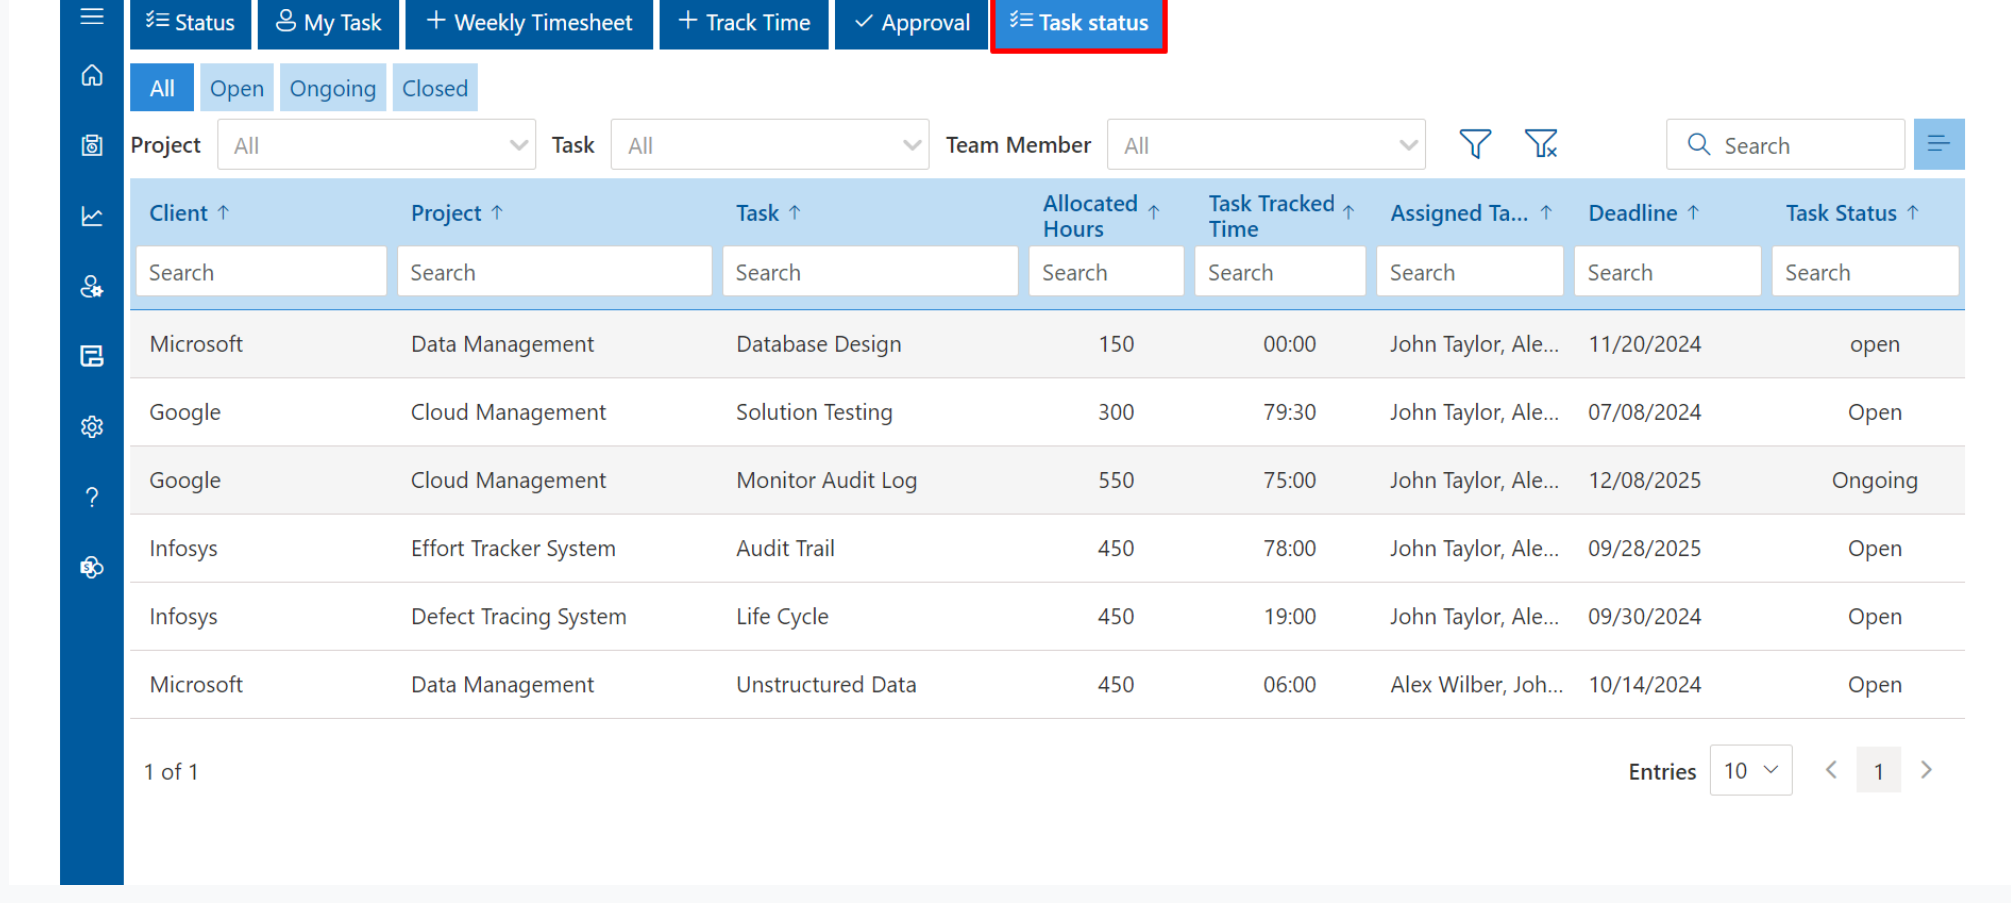 Status My Task + Weekly Timesheet + Track Time Approval Task status
All Open Ongoing Closed
Project All Task All Team Member All Search
Client ↑ Project ↑ Task ↑ Allocated Hours ↑ Task Tracked Time ↑ Assigned Ta... ↑ Deadline ↑ Task Status ↑
Search Search Search Search Search Search Search Search
Microsoft Data Management Database Design 150 00:00 John Taylor, Ale... 11/20/2024 open
Google Cloud Management Solution Testing 300 79:30 John Taylor, Ale... 07/08/2024 Open
Google Cloud Management Monitor Audit Log 550 75:00 John Taylor, Ale... 12/08/2025 Ongoing
Infosys Effort Tracker System Audit Trail 450 78:00 John Taylor, Ale... 09/28/2025 Open
Infosys Defect Tracing System Life Cycle 450 19:00 John Taylor, Ale... 09/30/2024 Open
Microsoft Data Management Unstructured Data 450 06:00 Alex Wilber, Joh... 10/14/2024 Open
1 of 1 Entries 10 1